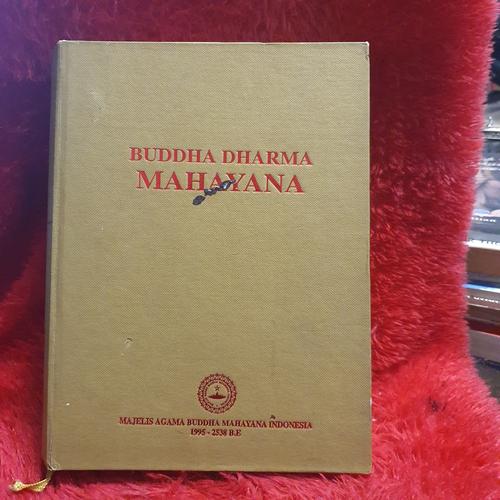 BUDDHA DHARMA
MAHAYANA
MAJELIS AGAMA BUDDHA MAHAYANA INDONESIA
1995 - 2538 B.E